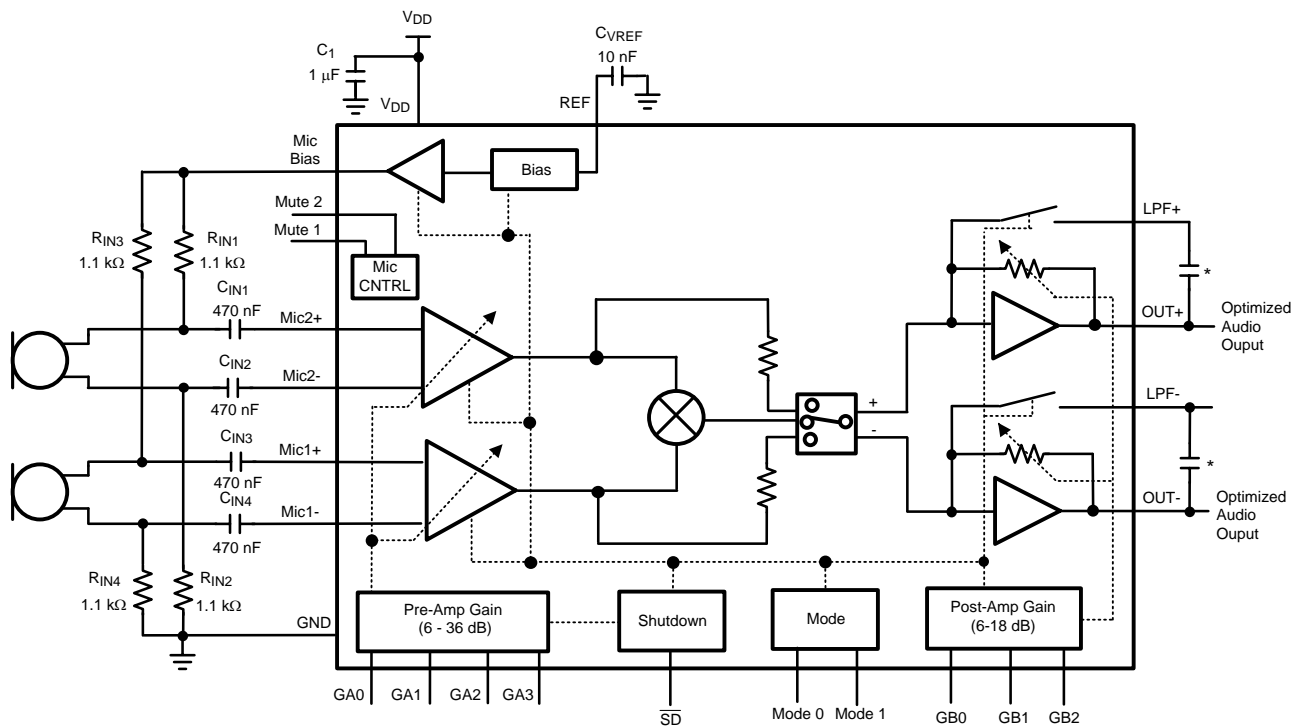 VDD
C1
1 µF
VDD
CVREF
10 nF
REF
Mic
Bias
Bias
Mute 2
Mute 1
Mic
CNTRL
RIN3
1.1 kΩ
RIN1
1.1 kΩ
CIN1
470 nF
Mic2+
CIN2
470 nF
Mic2-
CIN3
470 nF
Mic1+
CIN4
470 nF
Mic1-
RIN4
1.1 kΩ
RIN2
1.1 kΩ
GND
+
-
LPF+
*
OUT+
Optimized
Audio
Ouput
LPF-
*
OUT-
Optimized
Audio
Ouput
Pre-Amp Gain
(6 - 36 dB)
Shutdown
Mode
Post-Amp Gain
(6-18 dB)
GA0
GA1
GA2
GA3
SD
Mode 0
Mode 1
GB0
GB1
GB2